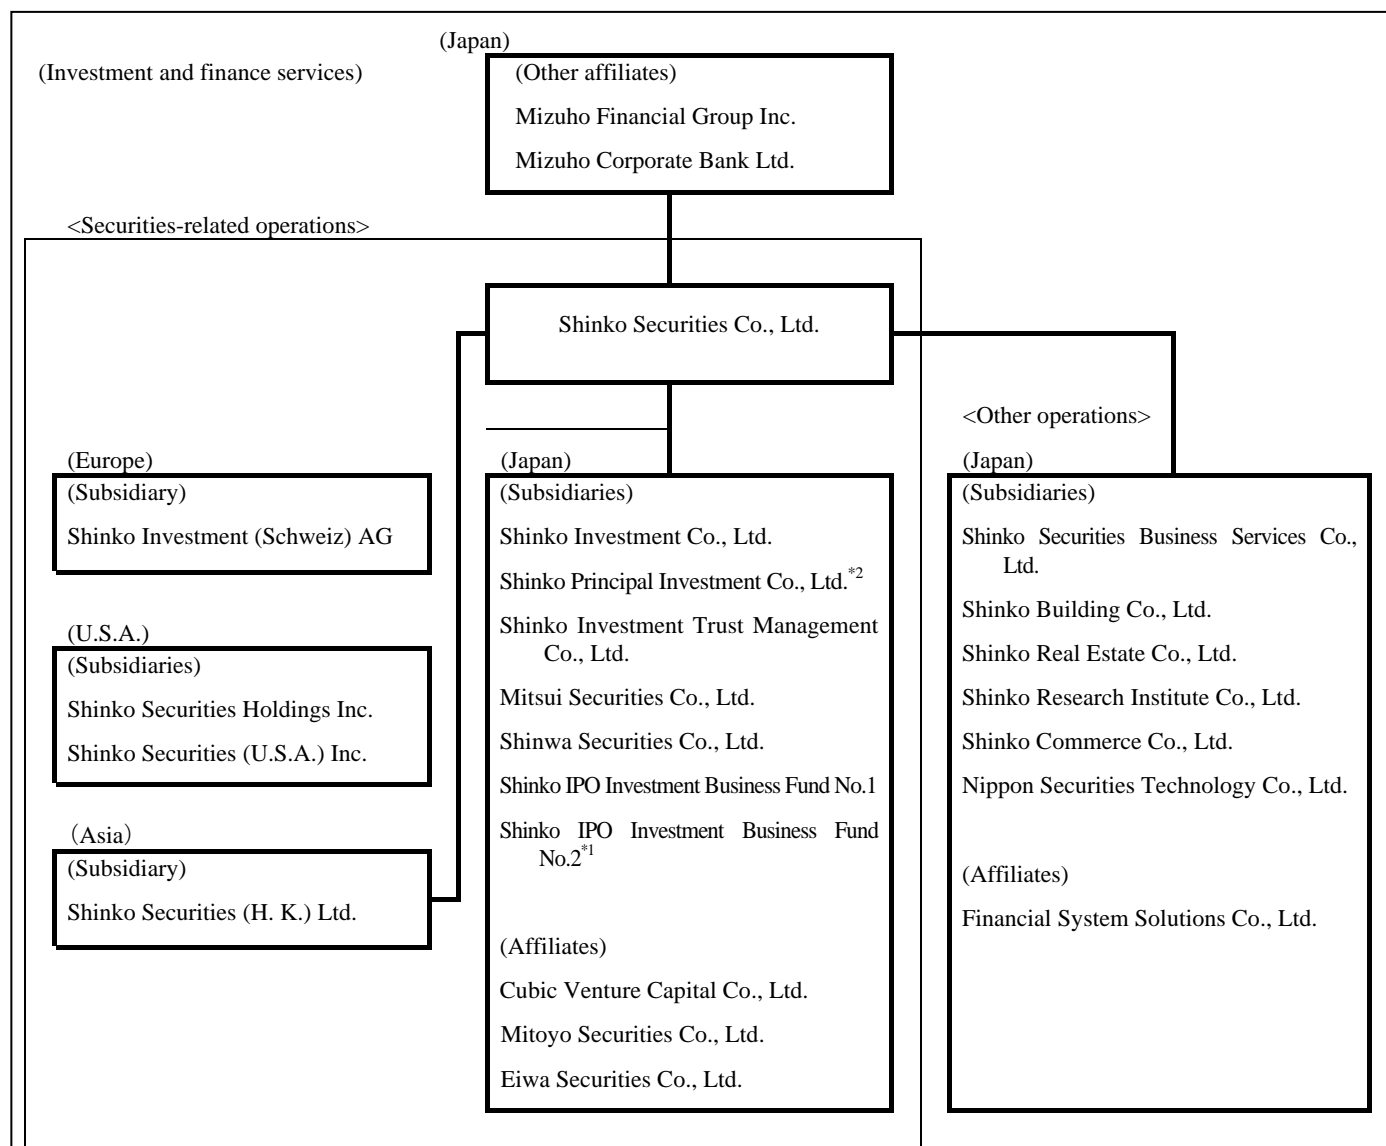 (Japan)
(Investment and finance services)
(Other affiliates)
Mizuho Financial Group Inc.
Mizuho Corporate Bank Ltd.
<Securities-related operations>
Shinko Securities Co., Ltd.
(Europe)
(Subsidiary)
Shinko Investment (Schweiz) AG
(U.S.A.)
(Subsidiaries)
Shinko Securities Holdings Inc.
Shinko Securities (U.S.A.) Inc.
（Asia）
(Subsidiary)
Shinko Securities (H. K.) Ltd.
(Japan)
(Subsidiaries)
Shinko Investment Co., Ltd.
Shinko Principal Investment Co., Ltd.*2
Shinko Investment Trust Management
Co., Ltd.
Mitsui Securities Co., Ltd.
Shinwa Securities Co., Ltd.
Shinko IPO Investment Business Fund No.1
Shinko IPO Investment Business Fund
No.2*1
(Affiliates)
Cubic Venture Capital Co., Ltd.
Mitoyo Securities Co., Ltd.
Eiwa Securities Co., Ltd.
<Other operations>
(Japan)
(Subsidiaries)
Shinko Securities Business Services Co.,
Ltd.
Shinko Building Co., Ltd.
Shinko Real Estate Co., Ltd.
Shinko Research Institute Co., Ltd.
Shinko Commerce Co., Ltd.
Nippon Securities Technology Co., Ltd.
(Affiliates)
Financial System Solutions Co., Ltd.